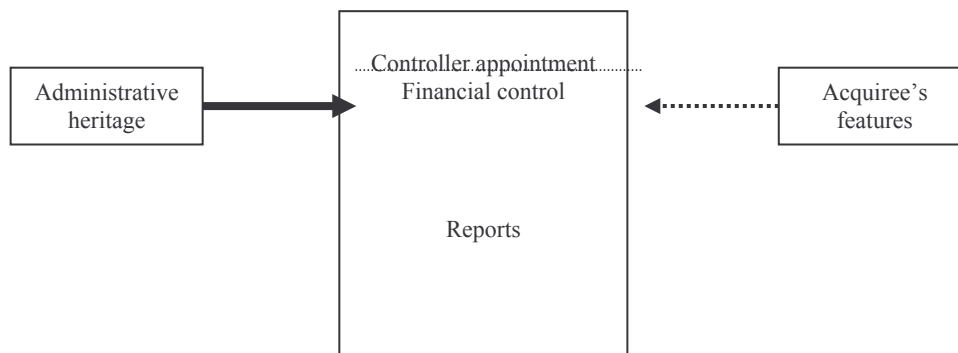 Controller appointment
Administrative
heritage
Financial control
Acquiree’s
features
Reports